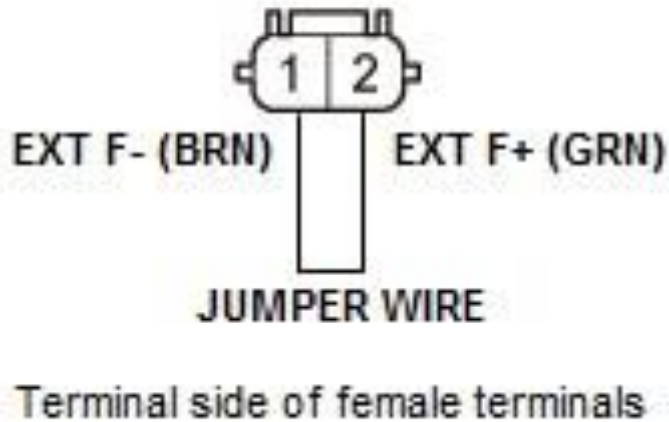 1 2
EXT F- (BRN) EXT F+ (GRN)
JUMPER WIRE
Terminal side of female terminals